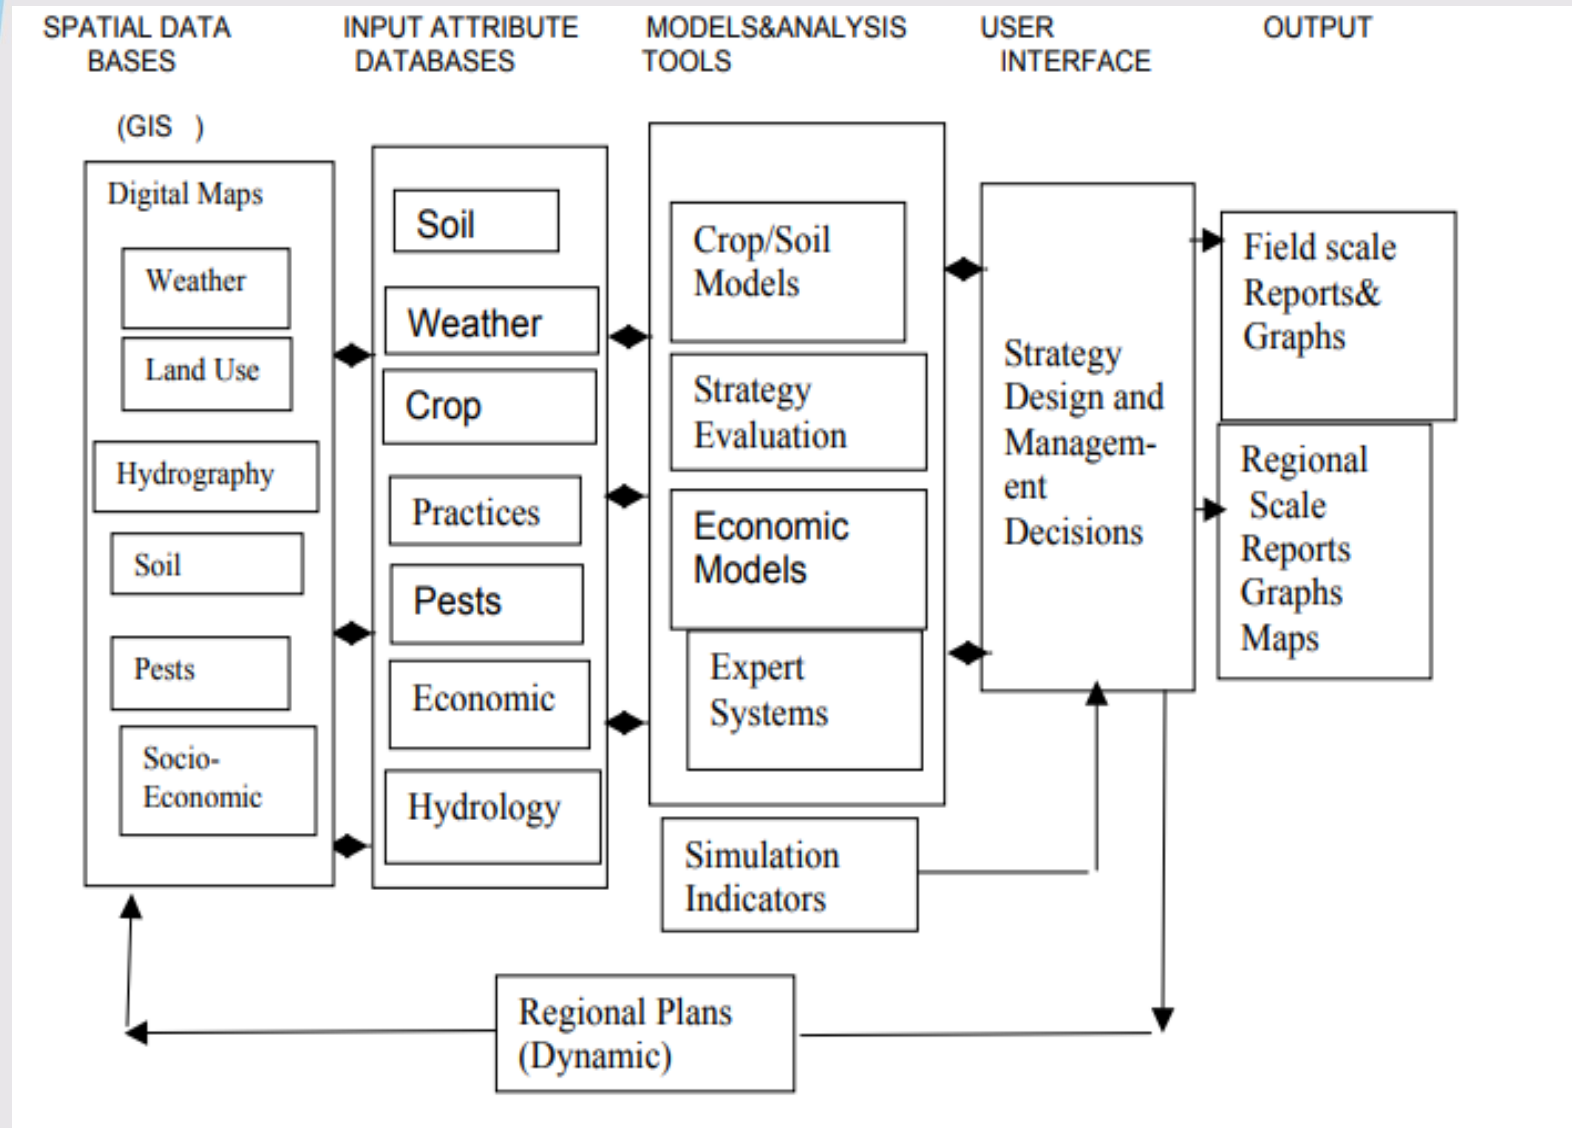 SPATIAL DATA
BASES
(GIS )
INPUT ATTRIBUTE
DATABASES
MODELS&ANALYSIS
TOOLS
USER
INTERFACE
OUTPUT
Digital Maps
Weather
Land Use
Hydrography
Soil
Pests
Socio-
Economic
Soil
Weather
Crop
Practices
Pests
Economic
Hydrology
Crop/Soil
Models
Strategy
Evaluation
Economic
Models
Expert
Systems
Simulation
Indicators
Strategy
Design and
Managem-
ent
Decisions
Field scale
Reports&
Graphs
Regional
Scale
Reports
Graphs
Maps
Regional Plans
(Dynamic)